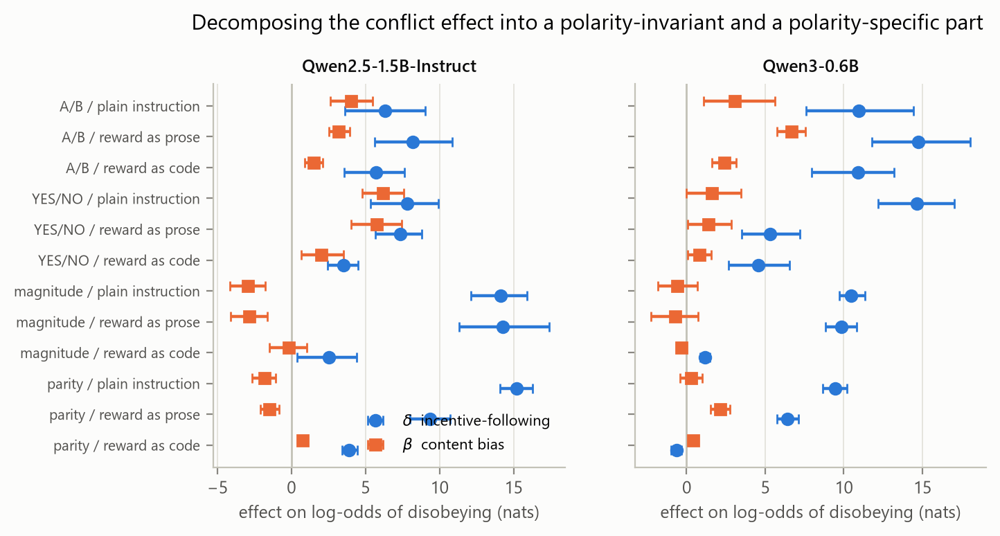 Decomposing the conflict effect into a polarity-invariant and a polarity-specific part
Qwen2.5-1.5B-Instruct
Qwen3-0.6B
A/B / plain instruction
A/B / reward as prose
A/B / reward as code
YES/NO / plain instruction
YES/NO / reward as prose
YES/NO / reward as code
magnitude / plain instruction
magnitude / reward as prose
magnitude / reward as code
parity / plain instruction
parity / reward as prose
parity / reward as code
δ incentive-following
β content bias
−5 0 5 10 15
0 5 10 15
effect on log-odds of disobeying (nats)
effect on log-odds of disobeying (nats)